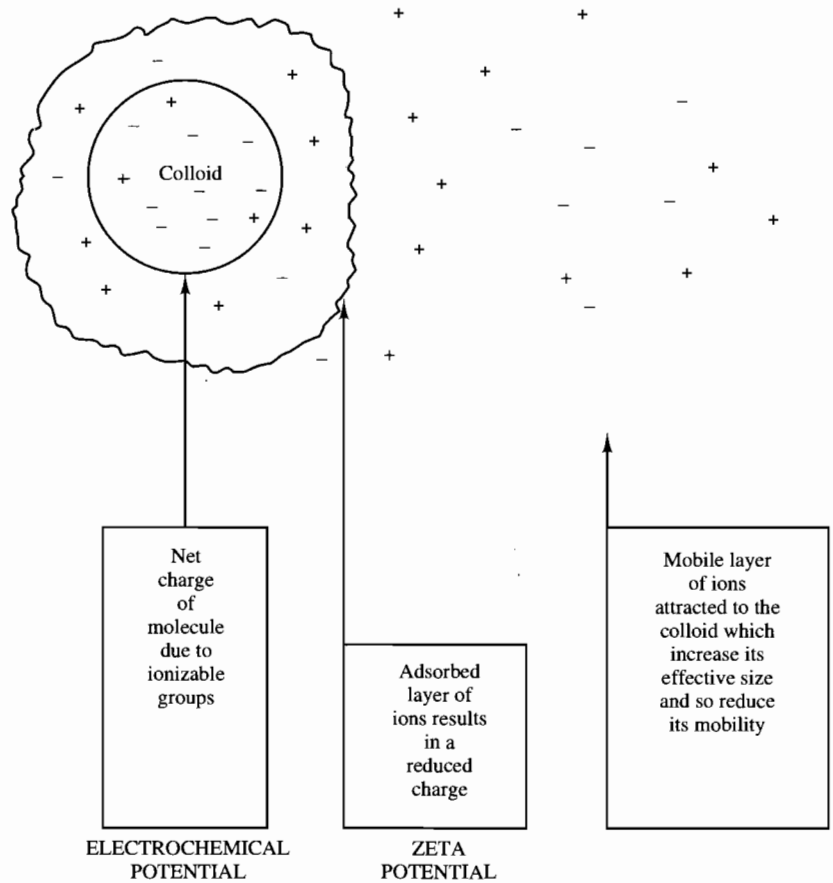 Colloid
Net
charge
of
molecule
due to
ionizable
groups
ELECTROCHEMICAL
POTENTIAL
Adsorbed
layer of
ions results
in a
reduced
charge
ZETA
POTENTIAL
Mobile layer
of ions
attracted to the
colloid which
increase its
effective size
and so reduce
its mobility